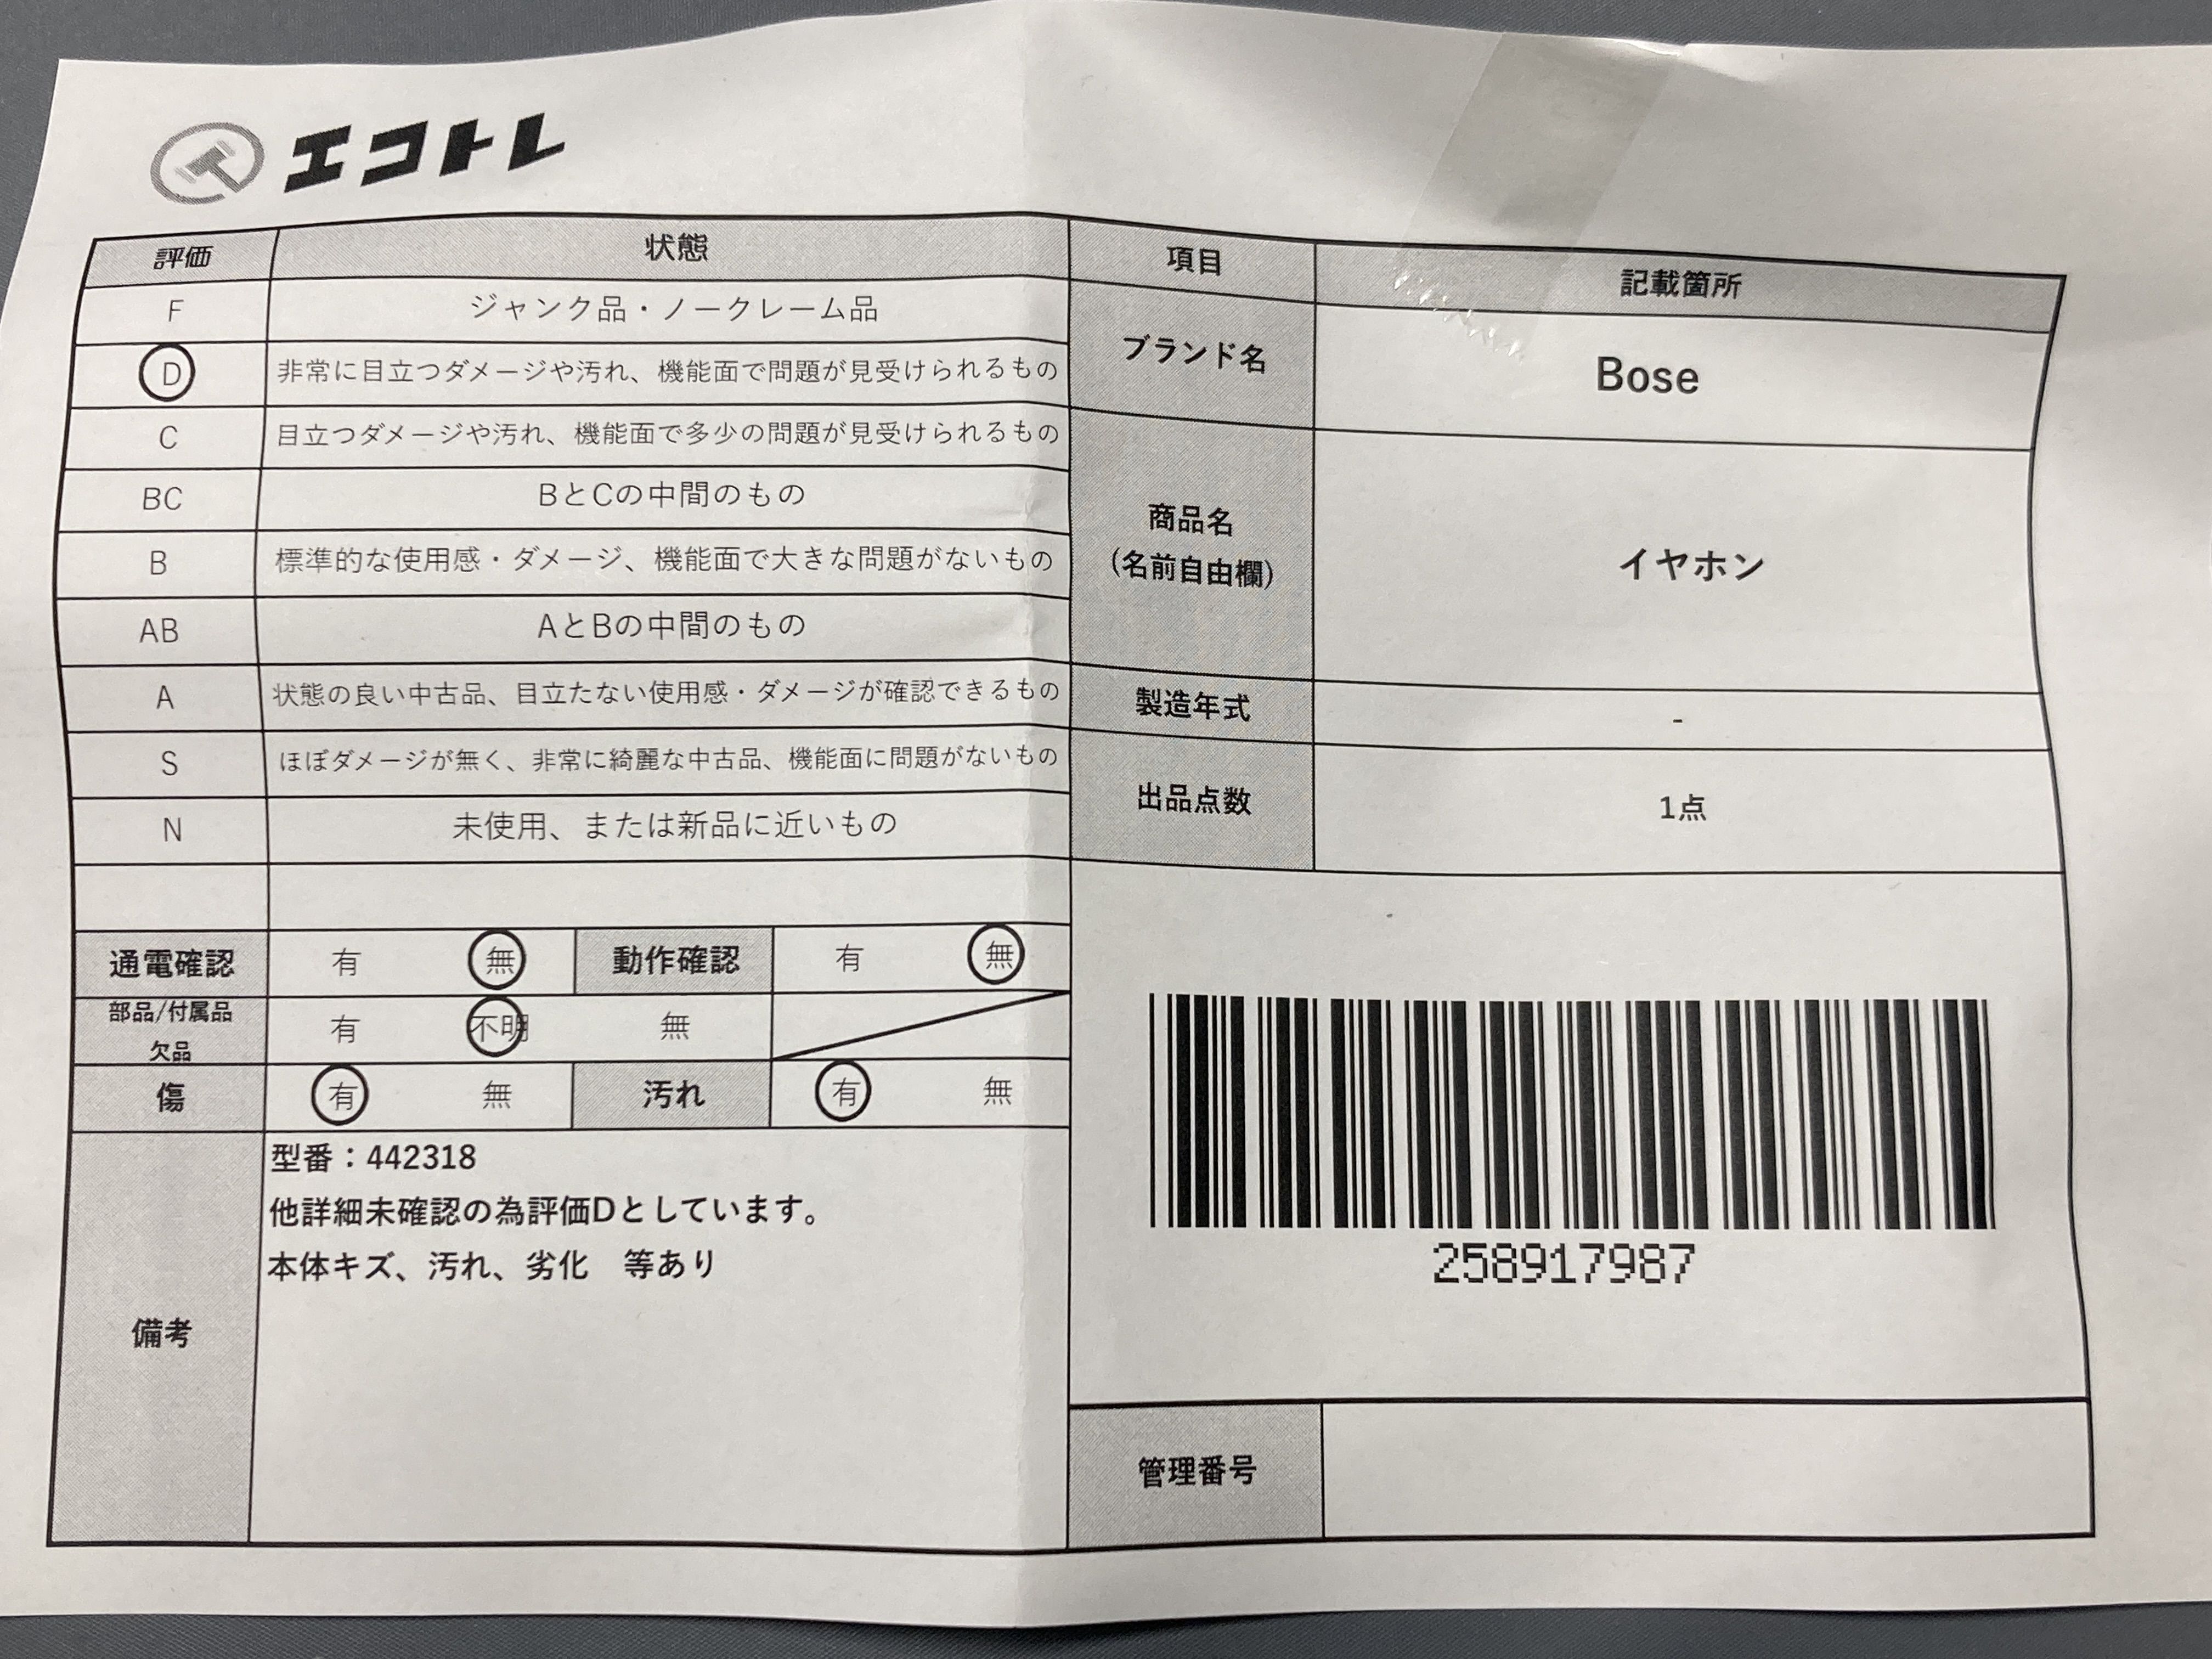 エコトレ
評価 状態
F ジャンク品・ノークレーム品
D 非常に目立つダメージや汚れ、機能面で問題が見受けられるもの
C 目立つダメージや汚れ、機能面で多少の問題が見受けられるもの
BC BとCの中間のもの
B 標準的な使用感・ダメージ、機能面で大きな問題がないもの
AB AとBの中間のもの
A 状態の良い中古品、目立たない使用感・ダメージが確認できるもの
S ほぼダメージが無く、非常に綺麗な中古品、機能面に問題がないもの
N 未使用、または新品に近いもの
通電確認 有 無 動作確認 有 無
部品/付属品
欠品 有 不明 無
傷 有 無 汚れ 有 無
備考
型番：442318
他詳細未確認の為評価Dとしています。
本体キズ、汚れ、劣化　等あり
項目 記載箇所
ブランド名 Bose
商品名
(名前自由欄) イヤホン
製造年式 -
出品点数 1点
258917987
管理番号